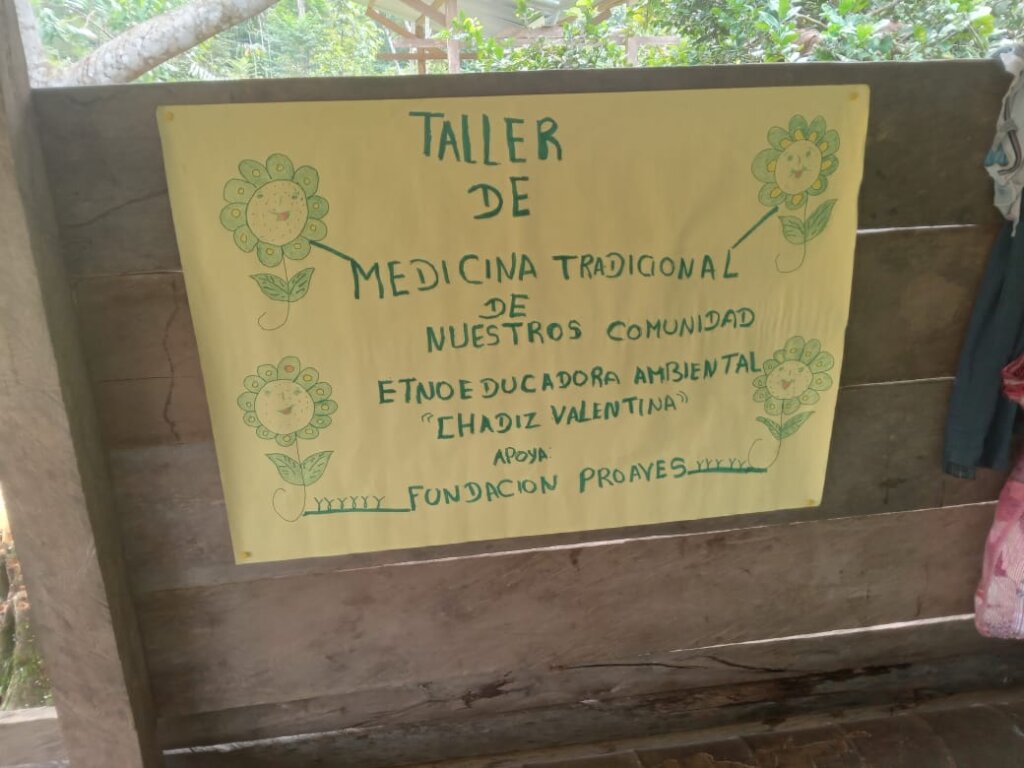 TALLER
DE
MEDICINA TRADICIONAL
DE
NUESTROS COMUNIDAD
ETNOEDUCADORA AMBIENTAL
"CHADIZ VALENTINA"
APOYA:
FUNDACION PROAVES